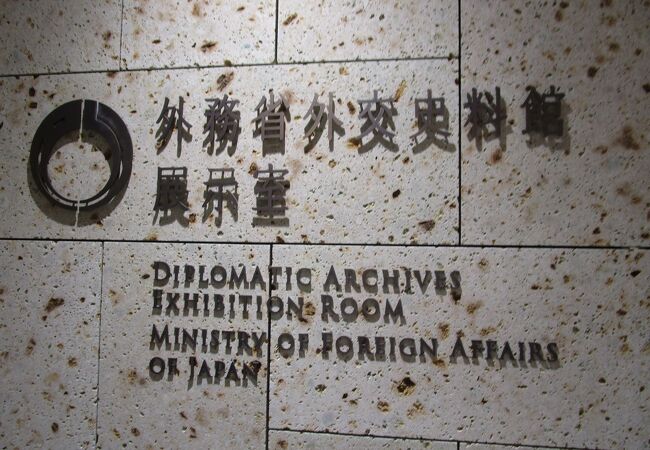 外務省外交史料館
展示室
DIPLOMATIC ARCHIVES
EXHIBITION ROOM
MINISTRY OF FOREIGN AFFAIRS
OF JAPAN